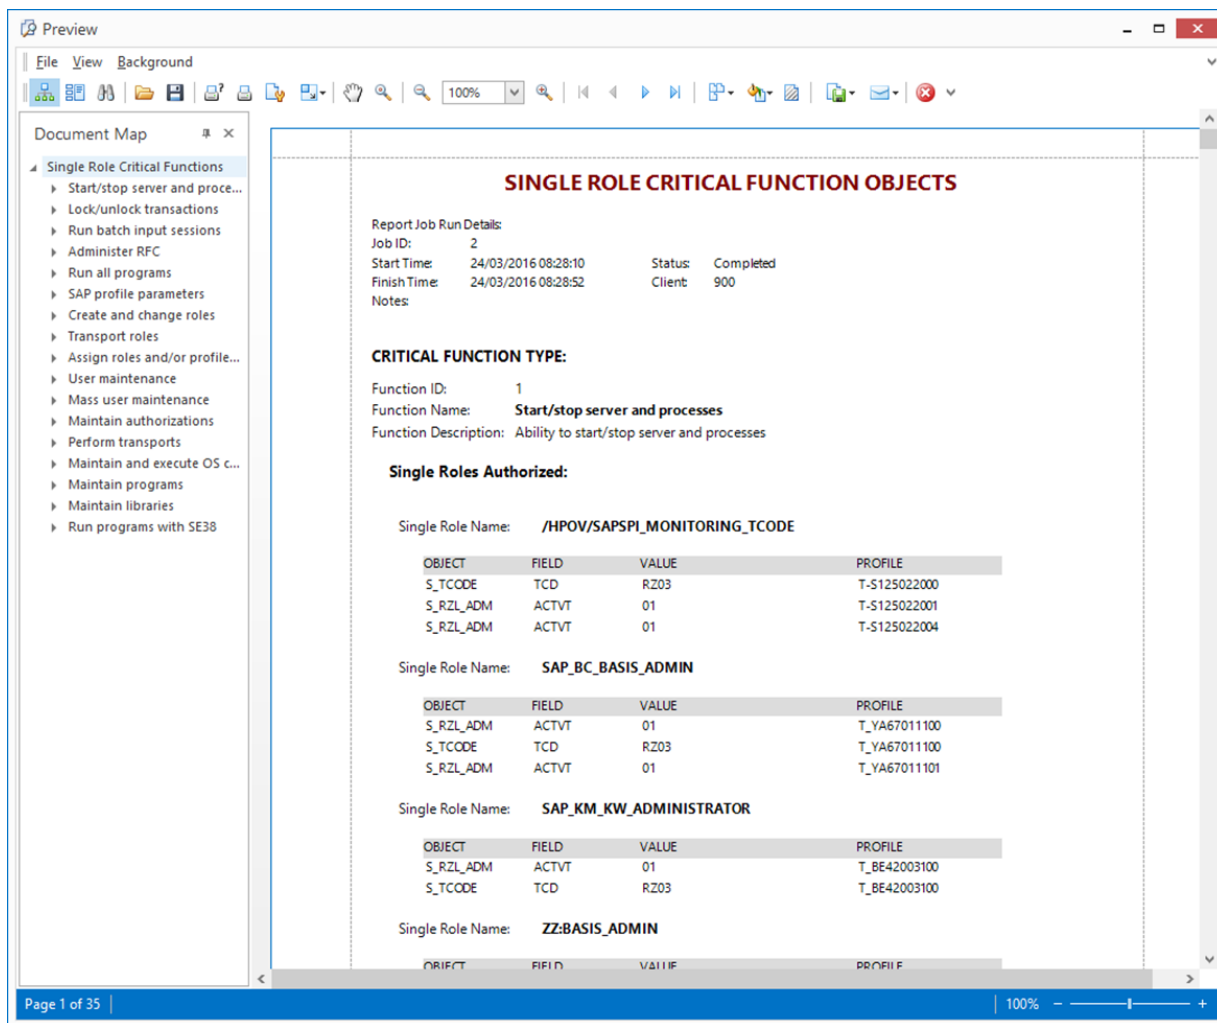 Preview
File View Background
100%
Document Map
Single Role Critical Functions
Start/stop server and proce...
Lock/unlock transactions
Run batch input sessions
Administer RFC
Run all programs
SAP profile parameters
Create and change roles
Transport roles
Assign roles and/or profile...
User maintenance
Mass user maintenance
Maintain authorizations
Perform transports
Maintain and execute OS c...
Maintain programs
Maintain libraries
Run programs with SE38
SINGLE ROLE CRITICAL FUNCTION OBJECTS
Report Job Run Details:
Job ID: 2
Start Time: 24/03/2016 08:28:10 Status: Completed
Finish Time: 24/03/2016 08:28:52 Client: 900
Notes:
CRITICAL FUNCTION TYPE:
Function ID: 1
Function Name: Start/stop server and processes
Function Description: Ability to start/stop server and processes
Single Roles Authorized:
Single Role Name: /HPOV/SAPSPI_MONITORING_TCODE
OBJECT FIELD VALUE PROFILE
S_TCODE TCD RZ03 T-S125022000
S_RZL_ADM ACTVT 01 T-S125022001
S_RZL_ADM ACTVT 01 T-S125022004
Single Role Name: SAP_BC_BASIS_ADMIN
OBJECT FIELD VALUE PROFILE
S_RZL_ADM ACTVT 01 T_YA67011100
S_TCODE TCD RZ03 T_YA67011100
S_RZL_ADM ACTVT 01 T_YA67011101
Single Role Name: SAP_KM_KW_ADMINISTRATOR
OBJECT FIELD VALUE PROFILE
S_RZL_ADM ACTVT 01 T_BE42003100
S_TCODE TCD RZ03 T_BE42003100
Single Role Name: ZZ:BASIS_ADMIN
OBJECT FIELD VALUE PROFILE
Page 1 of 35
100%